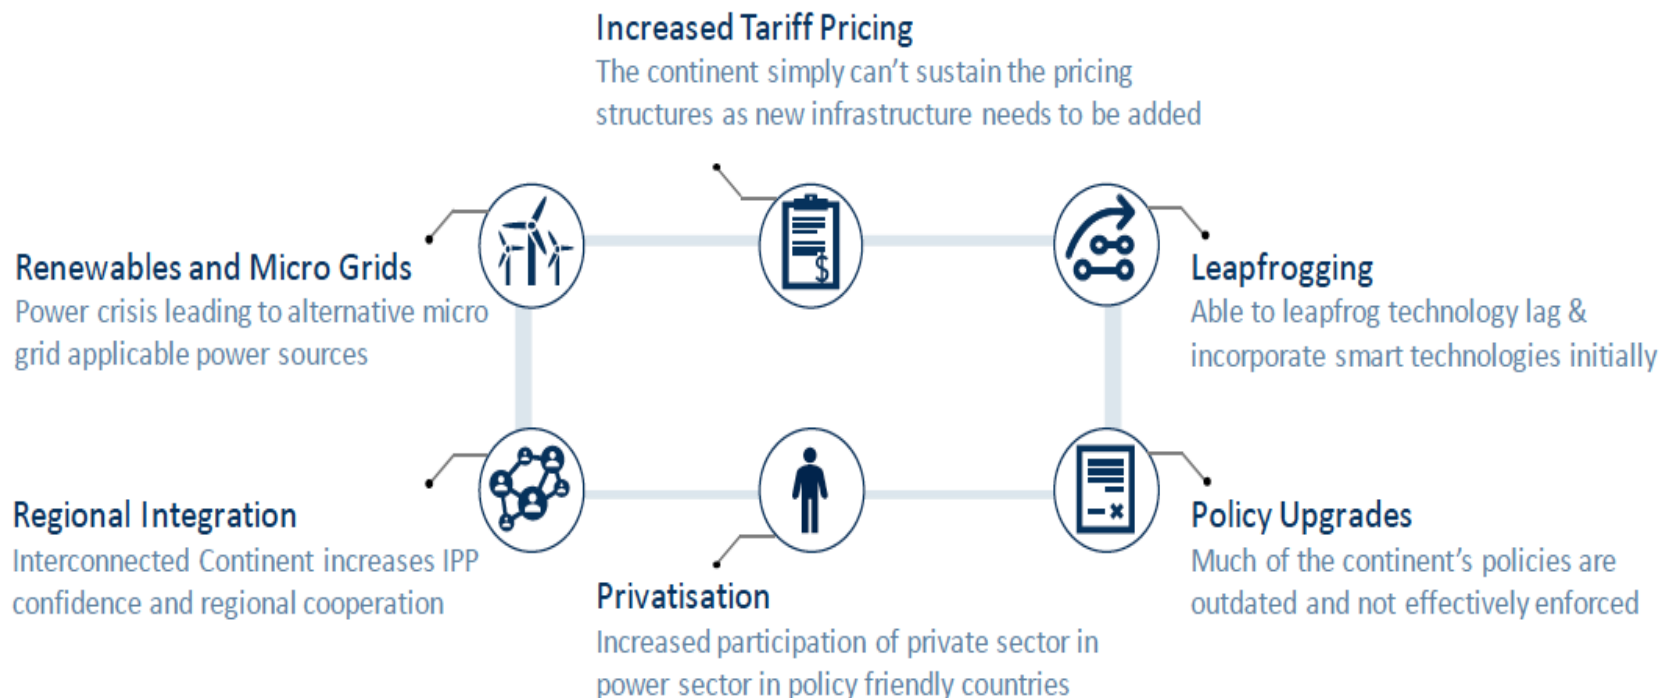 Increased Tariff Pricing
The continent simply can't sustain the pricing
structures as new infrastructure needs to be added
Renewables and Micro Grids
Power crisis leading to alternative micro
grid applicable power sources
$
Leapfrogging
Able to leapfrog technology lag &
incorporate smart technologies initially
Regional Integration
Interconnected Continent increases IPP
confidence and regional cooperation
Privatisation
Increased participation of private sector in
power sector in policy friendly countries
Policy Upgrades
Much of the continent's policies are
outdated and not effectively enforced